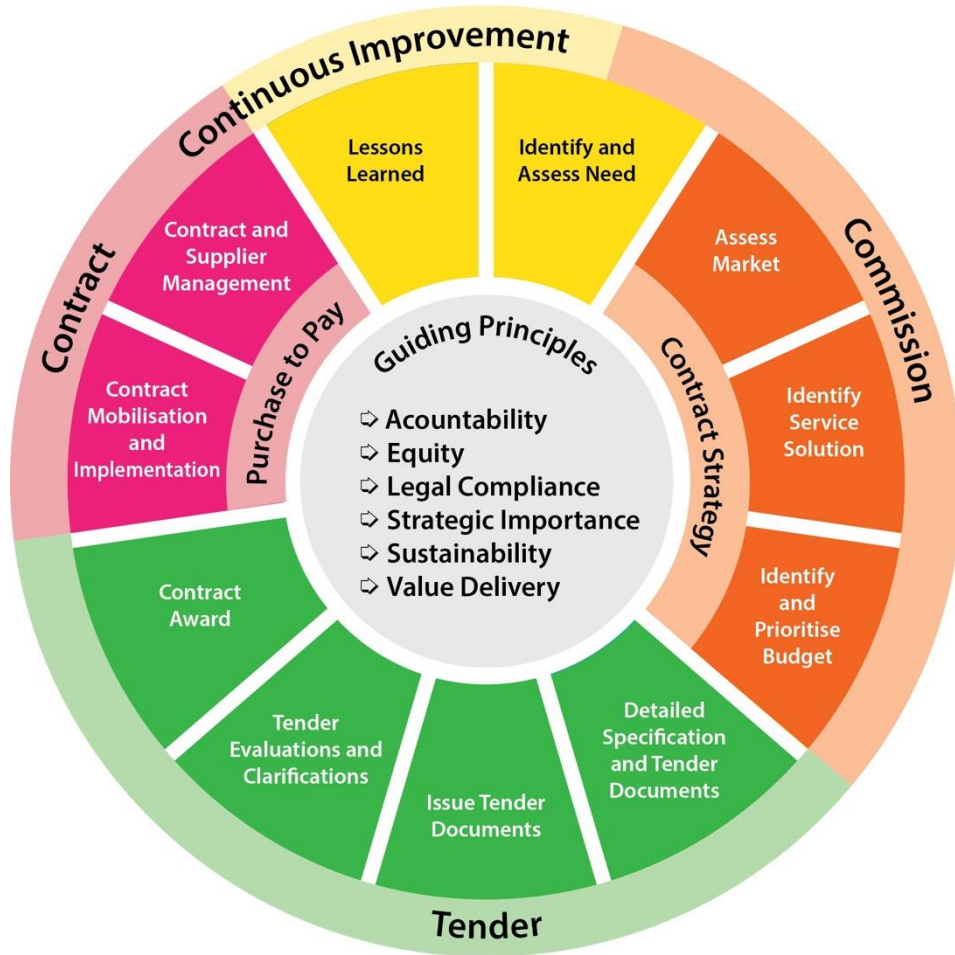 Continuous Improvement
Lessons
Learned
Identify and
Assess Need
Commission
Assess
Market
Identify
Service
Solution
Identify
and
Prioritise
Budget
Contract Strategy
Tender
Detailed
Specification
and Tender
Documents
Issue Tender
Documents
Tender
Evaluations and
Clarifications
Contract
Award
Contract
Contract
Mobilisation
and
Implementation
Contract and
Supplier
Management
Purchase to Pay
Guiding Principles
➩ Acountability
➩ Equity
➩ Legal Compliance
➩ Strategic Importance
➩ Sustainability
➩ Value Delivery